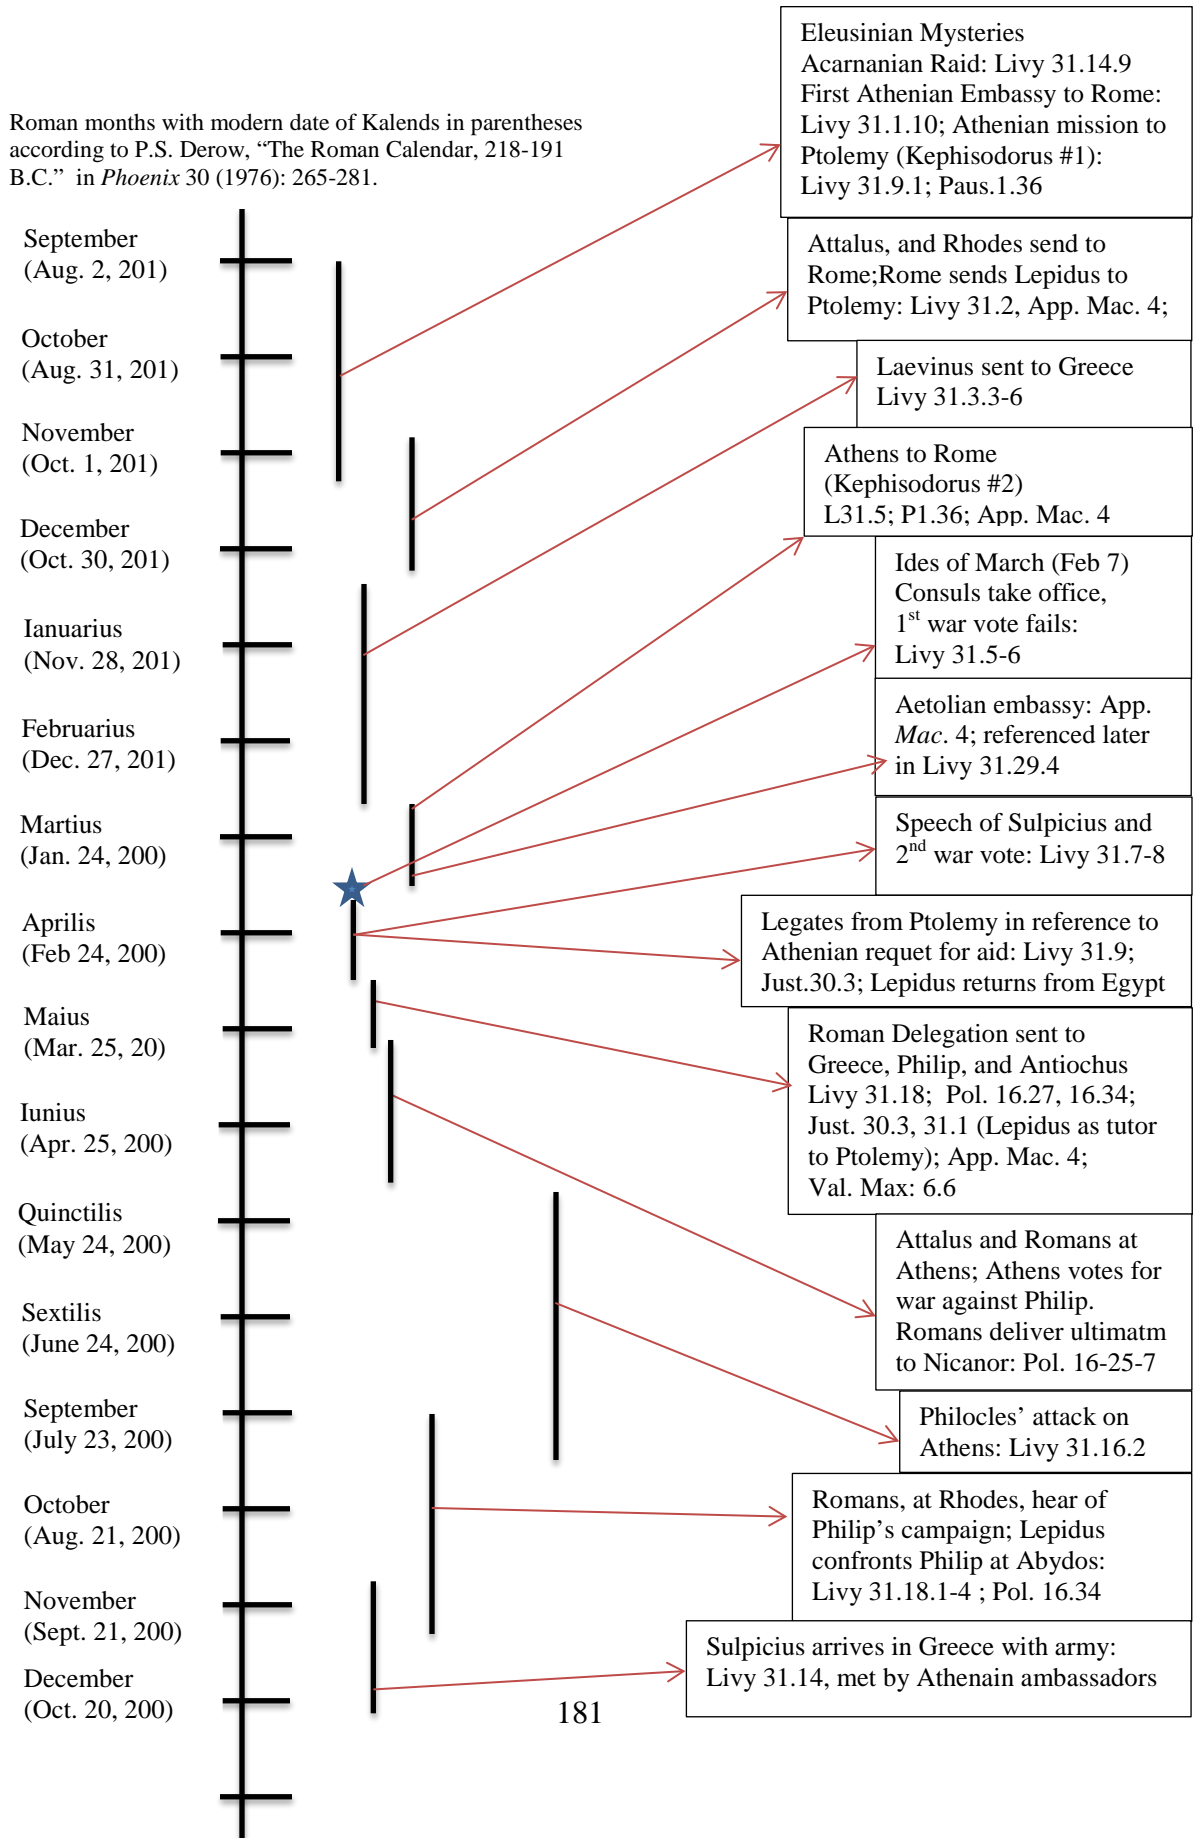 Roman months with modern date of Kalends in parentheses
according to P.S. Derow, “The Roman Calendar, 218-191
B.C.” in Phoenix 30 (1976): 265-281.
September
(Aug. 2, 201)
October
(Aug. 31, 201)
November
(Oct. 1, 201)
December
(Oct. 30, 201)
Ianuarius
(Nov. 28, 201)
Februarius
(Dec. 27, 201)
Martius
(Jan. 24, 200)
Aprilis
(Feb 24, 200)
Maius
(Mar. 25, 20)
Iunius
(Apr. 25, 200)
Quinctilis
(May 24, 200)
Sextilis
(June 24, 200)
September
(July 23, 200)
October
(Aug. 21, 200)
November
(Sept. 21, 200)
December
(Oct. 20, 200)
Eleusinian Mysteries
Acarnanian Raid: Livy 31.14.9
First Athenian Embassy to Rome:
Livy 31.1.10; Athenian mission to
Ptolemy (Kephisodorus #1):
Livy 31.9.1; Paus.1.36
Attalus, and Rhodes send to
Rome;Rome sends Lepidus to
Ptolemy: Livy 31.2, App. Mac. 4;
Laevinus sent to Greece
Livy 31.3.3-6
Athens to Rome
(Kephisodorus #2)
L31.5; P1.36; App. Mac. 4
Ides of March (Feb 7)
Consuls take office,
1st war vote fails:
Livy 31.5-6
Aetolian embassy: App.
Mac. 4; referenced later
in Livy 31.29.4
Speech of Sulpicius and
2nd war vote: Livy 31.7-8
Legates from Ptolemy in reference to
Athenian requet for aid: Livy 31.9;
Just.30.3; Lepidus returns from Egypt
Roman Delegation sent to
Greece, Philip, and Antiochus
Livy 31.18; Pol. 16.27, 16.34;
Just. 30.3, 31.1 (Lepidus as tutor
to Ptolemy); App. Mac. 4;
Val. Max: 6.6
Attalus and Romans at
Athens; Athens votes for
war against Philip.
Romans deliver ultimatm
to Nicanor: Pol. 16-25-7
Philocles’ attack on
Athens: Livy 31.16.2
Romans, at Rhodes, hear of
Philip’s campaign; Lepidus
confronts Philip at Abydos:
Livy 31.18.1-4 ; Pol. 16.34
Sulpicius arrives in Greece with army:
Livy 31.14, met by Athenain ambassadors
181